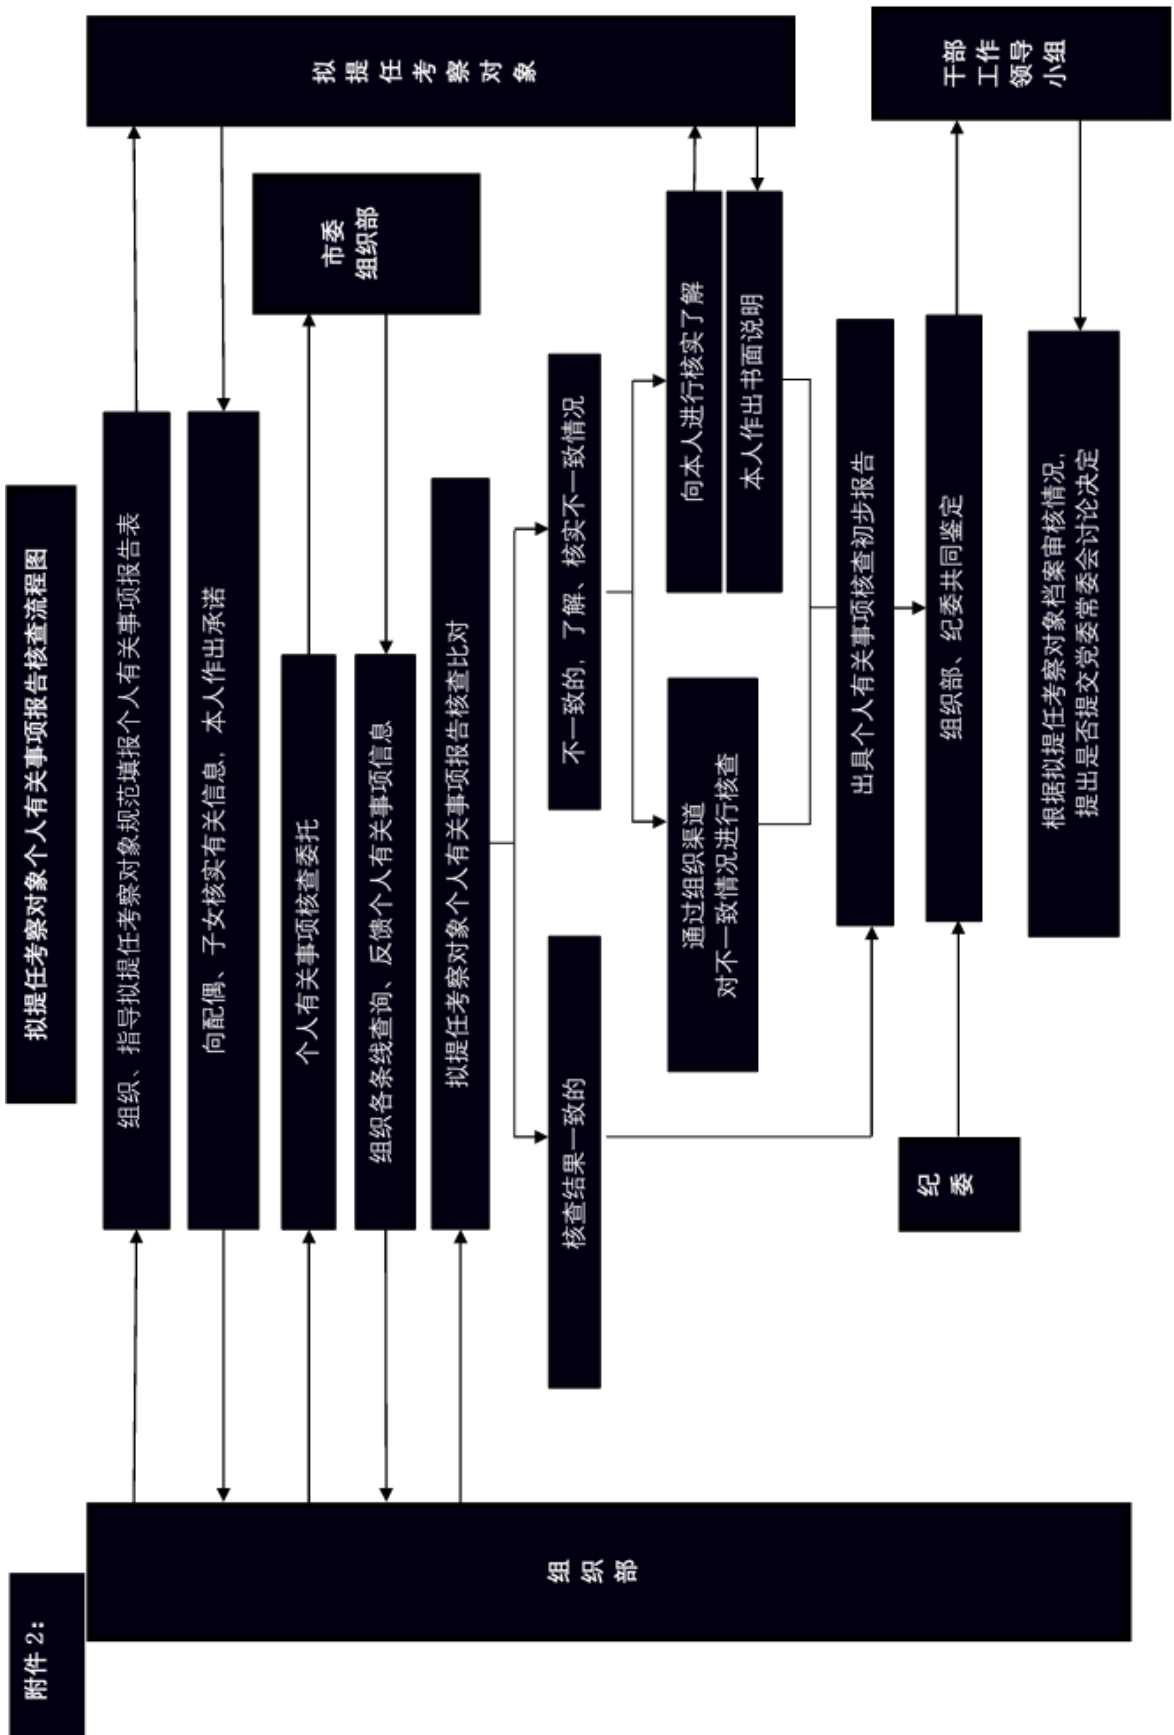 附件 2：
拟提任考察对象个人有关事项报告核查流程图
组织部
组织、指导拟提任考察对象规范填报个人有关事项报告表
拟提任考察对象
向配偶、子女核实有关信息，本人作出承诺
个人有关事项核查委托
市委
组织部
组织各条线查询、反馈个人有关事项信息
拟提任考察对象个人有关事项报告核查比对
核查结果一致的
不一致的，了解、核实不一致情况
通过组织渠道
对不一致情况进行核查
向本人进行核实了解
本人作出书面说明
出具个人有关事项核查初步报告
纪委
组织部、纪委共同鉴定
干部
工作
领导
小组
根据拟提任考察对象档案审核情况，
提出是否提交党委常委会讨论决定